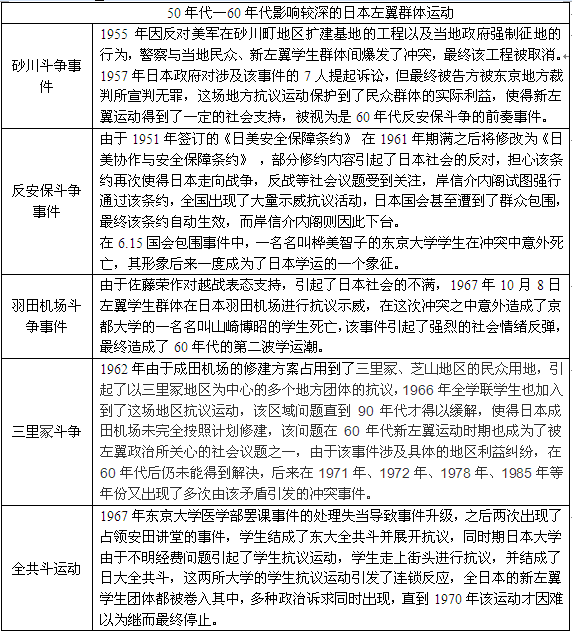 50年代—60年代影响较深的日本左翼群体运动
砂川斗争事件
1955 年因反对美军在砂川町地区扩建基地的工程以及当地政府强制征地的
行为，警察与当地民众、新左翼学生群体间爆发了冲突，最终该工程被取消。
1957 年日本政府对涉及该事件的 7 人提起诉讼，但最终被告方被东京地方裁
判所宣判无罪，这场地方抗议运动保护到了民众群体的实际利益，使得新左
翼运动得到了一定的社会支持，被视为是 60 年代反安保斗争的前奏事件。
反安保斗争
事件
由于 1951 年签订的《日美安全保障条约》 在 1961 年期满之后将修改为《日
美协作与安全保障条约》 ，部分修约内容引起了日本社会的反对，担心该条
约再次使得日本走向战争，反战等社会议题受到关注，岸信介内阁试图强行
通过该条约，全国出现了大量示威抗议活动，日本国会甚至遭到了群众包围，
最终该条约自动生效，而岸信介内阁则因此下台。
在 6.15 国会包围事件中，一名名叫桦美智子的东京大学学生在冲突中意外死
亡，其形象后来一度成为了日本学运的一个象征。
羽田机场斗
争事件
由于佐藤荣作对越战表态支持，引起了日本社会的不满，1967 年 10 月 8 日
左翼学生群体在日本羽田机场进行抗议示威，在这次冲突之中意外造成了京
都大学的一名名叫山崎博昭的学生死亡，该事件引起了强烈的社会情绪反弹，
最终造成了 60 年代的第二波学运潮。
三里冢斗争
1962 年由于成田机场的修建方案占用到了三里冢、芝山地区的民众用地，引
起了以三里冢地区为中心的多个地方团体的抗议，1966 年全学联学生也加入
到了这场地区抗议运动，该区域问题直到 90 年代才得以缓解，使得日本成
田机场未完全按照计划修建，该问题在 60 年代新左翼运动时期也成为了被
左翼政治所关心的社会议题之一，由于该事件涉及具体的地区利益纠纷，在
60 年代后仍未能得到解决，后来在 1971 年、1972 年、1978 年、1985 年等
年份又出现了多次由该矛盾引发的冲突事件。
全共斗运动
1967 年东京大学医学部罢课事件的处理失当导致事件升级，之后两次出现了
占领安田讲堂的事件，学生结成了东大全共斗并展开抗议，同时期日本大学
由于不明经费问题引起了学生抗议运动，学生走上街头进行抗议，并结成了
日大全共斗，这两所大学的学生抗议运动引发了连锁反应，全日本的新左翼
学生团体都被卷入其中，多种政治诉求同时出现，直到 1970 年该运动才因难
以为继而最终停止。